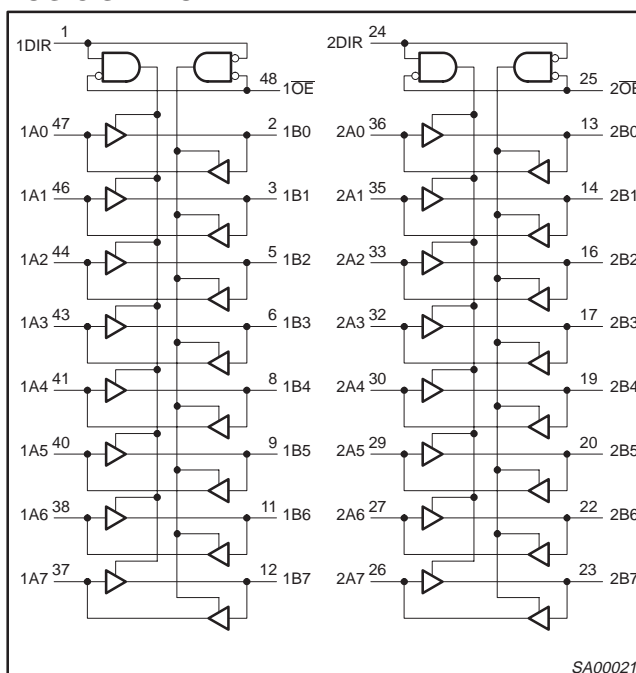 1DIR 1 2DIR 24
48 1OE 25 2OE
1A0 47 2 1B0 2A0 36 13 2B0
1A1 46 3 1B1 2A1 35 14 2B1
1A2 44 5 1B2 2A2 33 16 2B2
1A3 43 6 1B3 2A3 32 17 2B3
1A4 41 8 1B4 2A4 30 19 2B4
1A5 40 9 1B5 2A5 29 20 2B5
1A6 38 11 1B6 2A6 27 22 2B6
1A7 37 12 1B7 2A7 26 23 2B7
SA00021